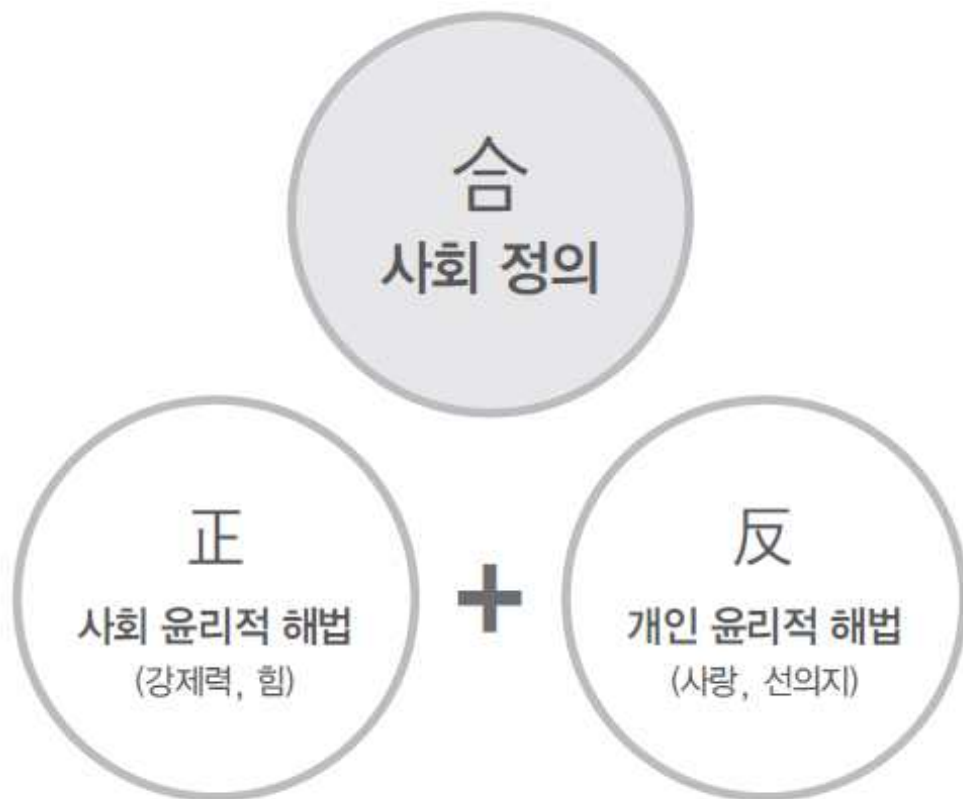 合
사회 정의
正
사회 윤리적 해법
(강제력, 힘)
+
反
개인 윤리적 해법
(사랑, 선의지)